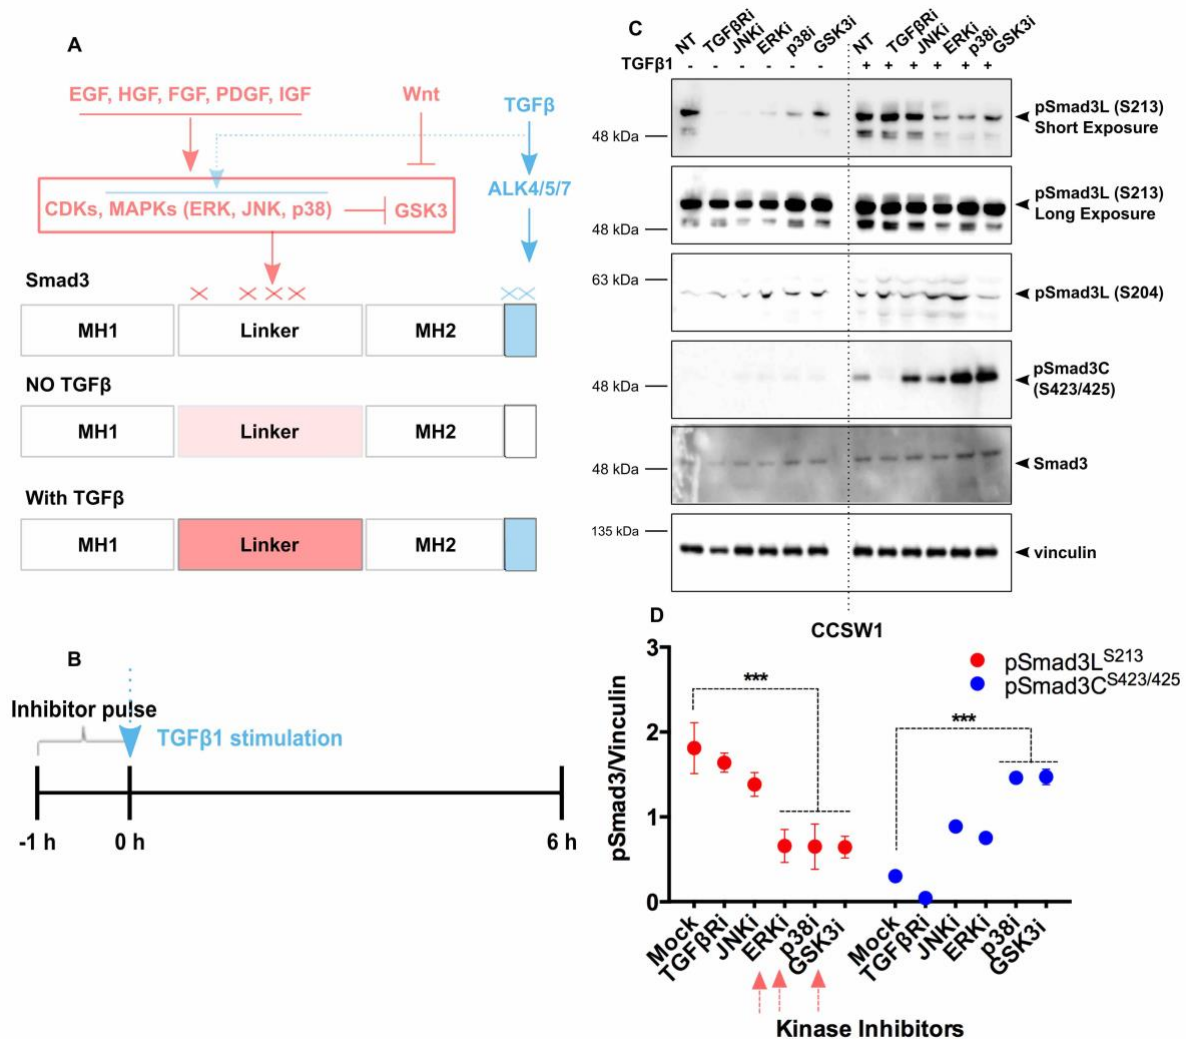 A
EGF, HGF, FGF, PDGF, IGF
Wnt
TGFβ
ALK4/5/7
CDKs, MAPKs (ERK, JNK, p38)
GSK3
Smad3
MH1 Linker MH2
NO TGFβ
MH1 Linker MH2
With TGFβ
MH1 Linker MH2
B
Inhibitor pulse
TGFβ1 stimulation
-1 h 0 h 6 h
C
NT TGFβRi JNKi ERKi p38i GSK3i NT TGFβRi JNKi ERKi p38i GSK3i
TGFβ1 - - - - - - + + + + + +
48 kDa
pSmad3L (S213)
Short Exposure
48 kDa
pSmad3L (S213)
Long Exposure
63 kDa
pSmad3L (S204)
48 kDa
pSmad3C
(S423/425)
48 kDa
Smad3
135 kDa
vinculin
D
CCSW1
pSmad3/Vinculin
3
2
1
0
***
***
pSmad3L^S213
pSmad3C^S423/425
Mock TGFβRi JNKi ERKi p38i GSK3i Mock TGFβRi JNKi ERKi p38i GSK3i
Kinase Inhibitors